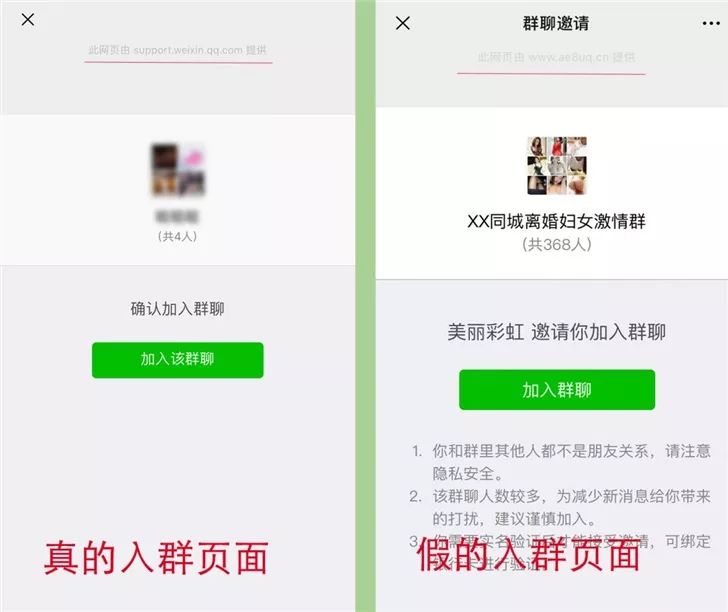 此网页由 support.weixin.qq.com 提供
(共4人)
确认加入群聊
加入该群聊
真的入群页面
群聊邀请
此网页由 www.ae8uq.cn 提供
XX同城离婚妇女激情群
(共368人)
美丽彩虹 邀请你加入群聊
加入群聊
1. 你和群里其他人都不是朋友关系，请注意
隐私安全。
2. 该群聊人数较多，为减少新消息给你带来
的打扰，建议谨慎加入。
3. 你需要实名验证后才能接受邀请，可绑定
银行卡进行验证
假的入群页面